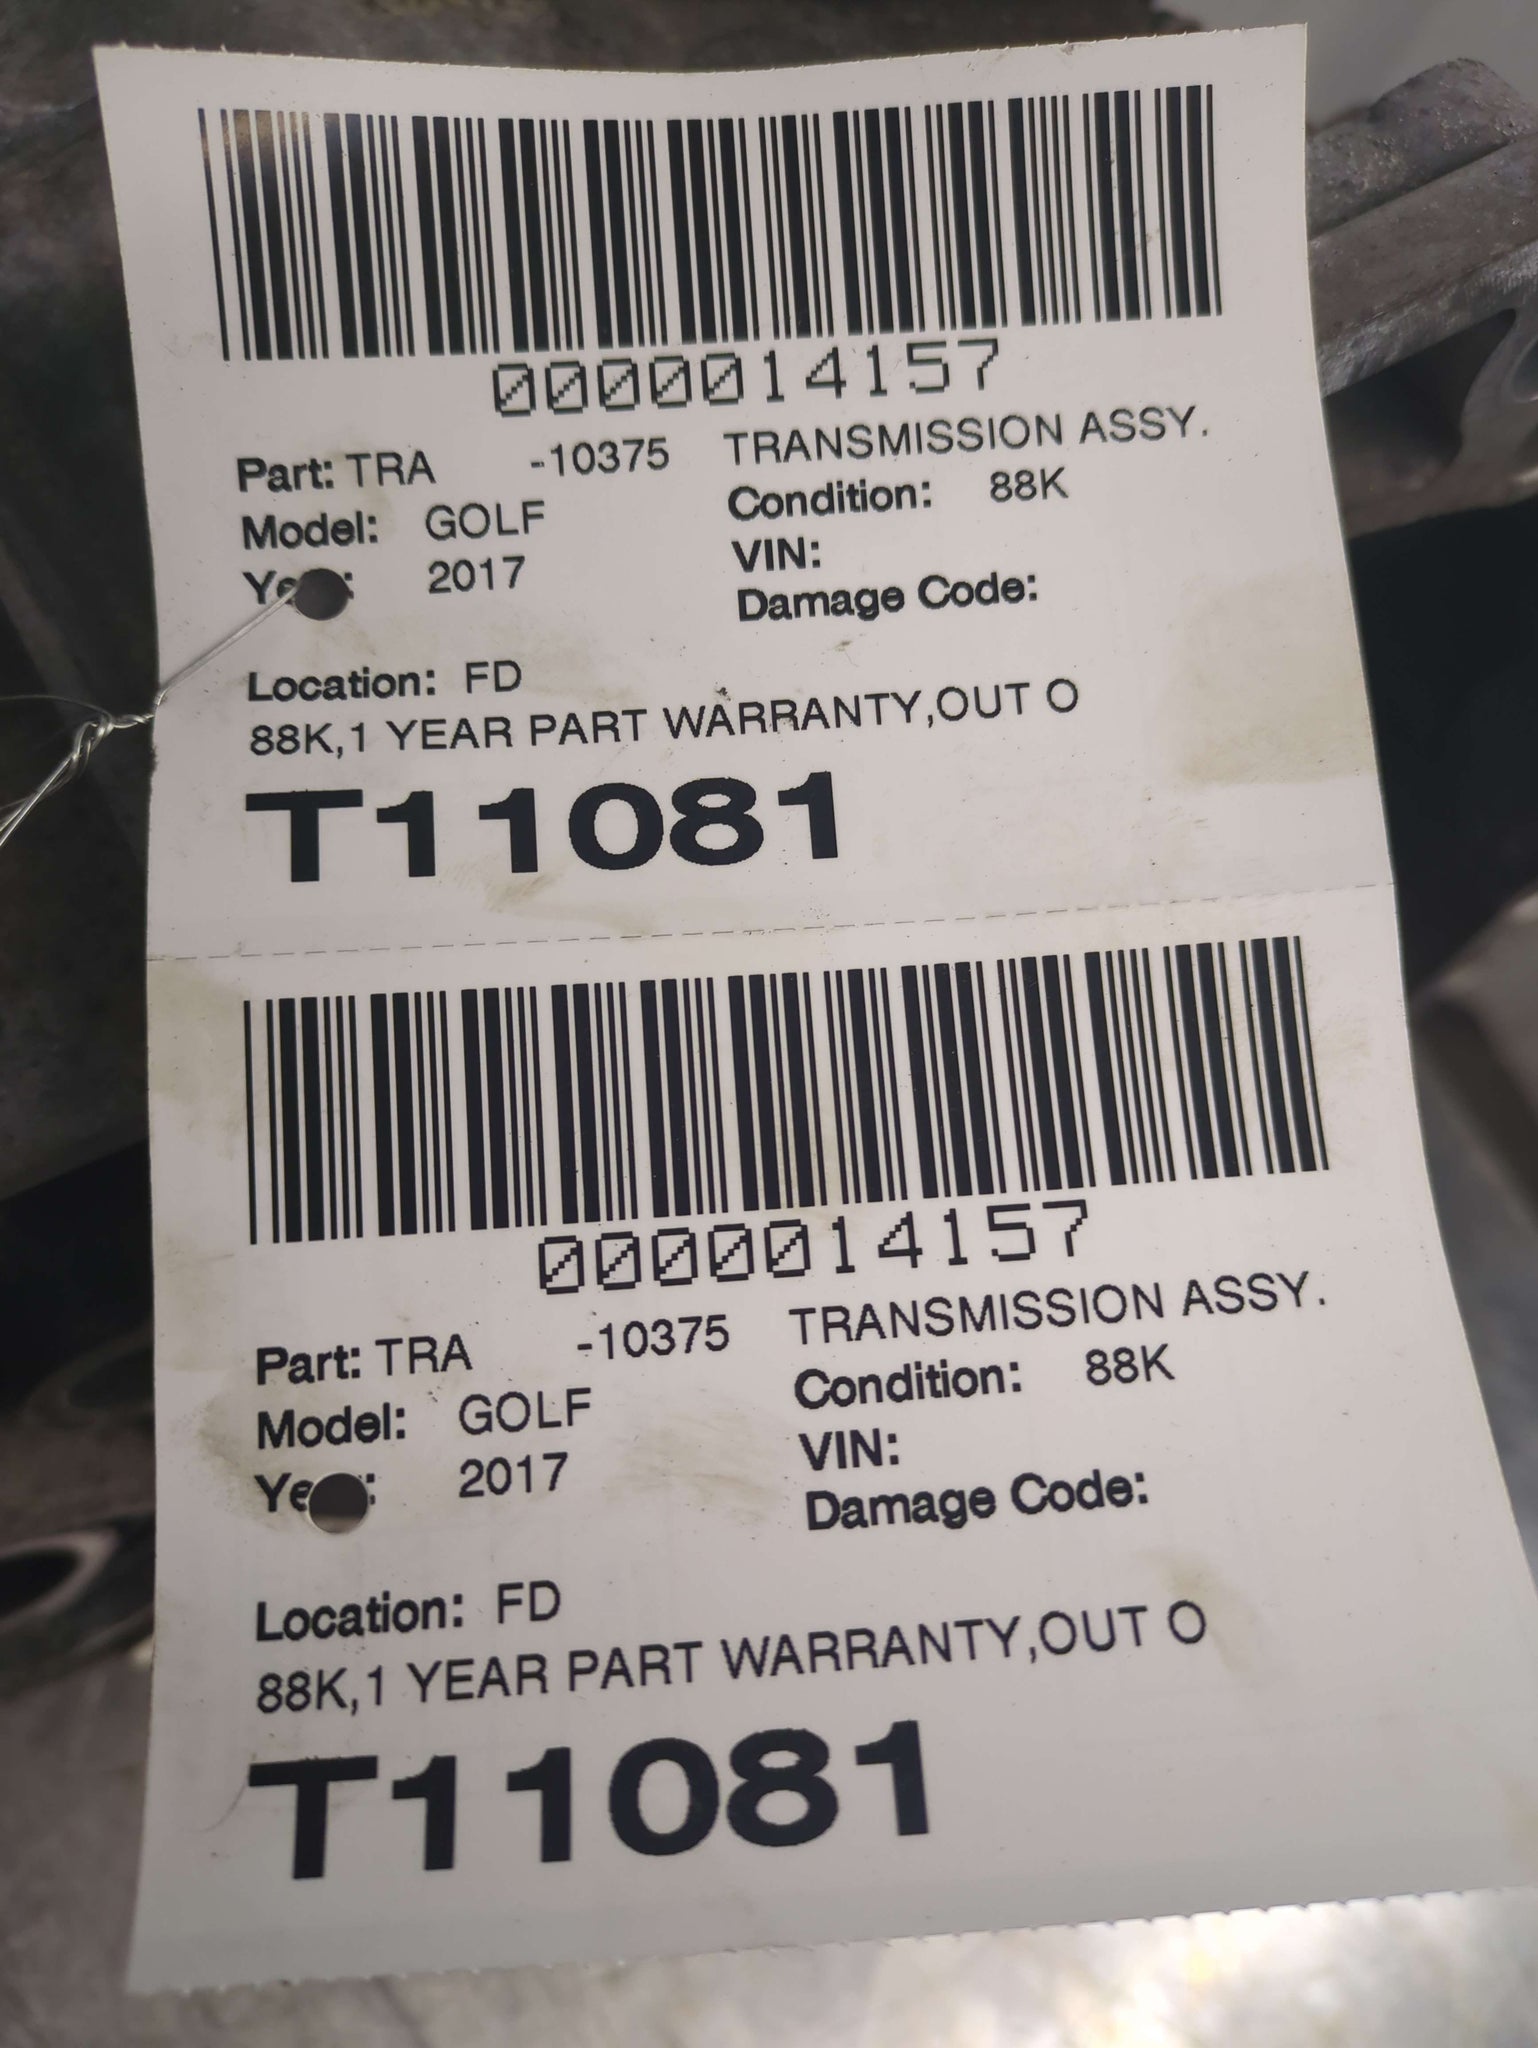 0000014157
Part: TRA -10375 TRANSMISSION ASSY.
Model: GOLF Condition: 88K
2017 VIN:
Damage Code:
Location: FD
88K,1 YEAR PART WARRANTY,OUT O
T11081
0000014157
Part: TRA -10375 TRANSMISSION ASSY.
Model: GOLF Condition: 88K
2017 VIN:
Damage Code:
Location: FD
88K,1 YEAR PART WARRANTY,OUT O
T11081